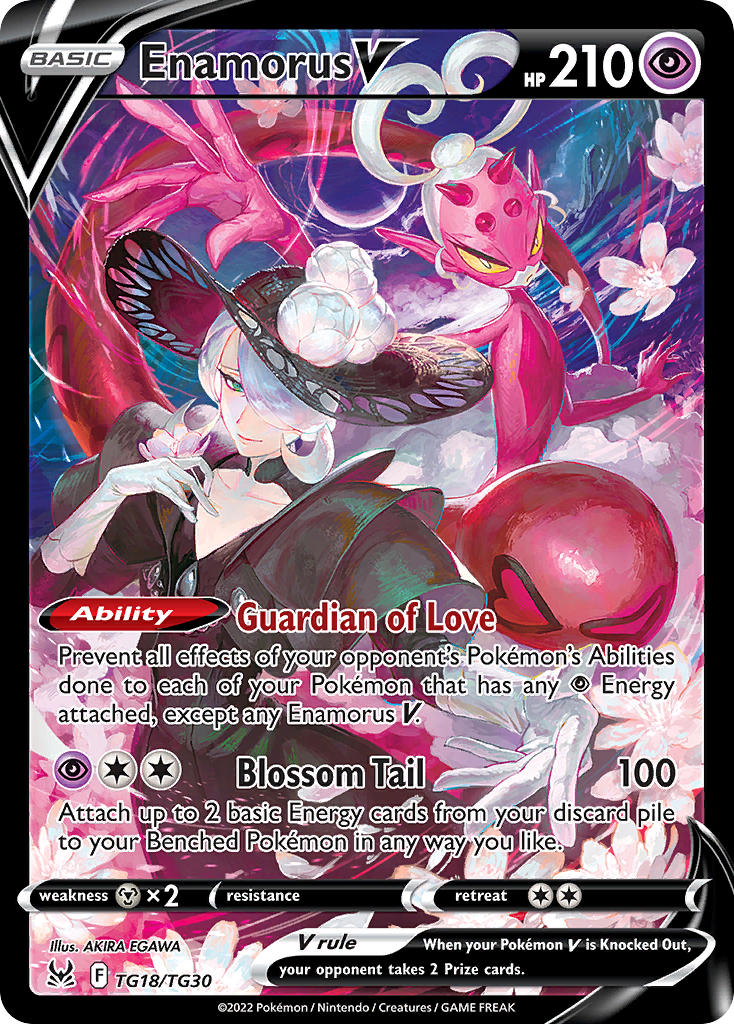 BASIC
Enamorus V
HP 210
Ability Guardian of Love
Prevent all effects of your opponent's Pokémon's Abilities
done to each of your Pokémon that has any Energy
attached, except any Enamorus V.
Blossom Tail 100
Attach up to 2 basic Energy cards from your discard pile
to your Benched Pokémon in any way you like.
weakness ×2 resistance retreat
Illus. AKIRA EGAWA
V rule
When your Pokémon V is Knocked Out,
your opponent takes 2 Prize cards.
F TG18/TG30
©2022 Pokémon / Nintendo / Creatures / GAME FREAK